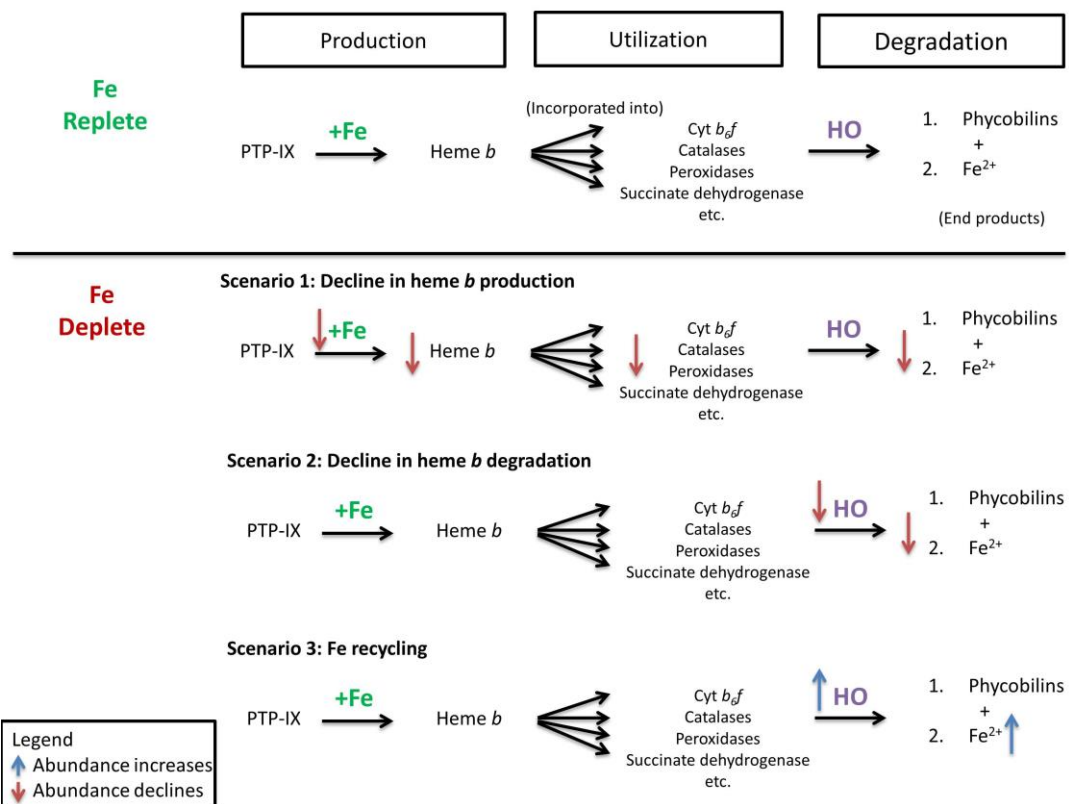 Production
Utilization
Degradation
Fe
Replete
PTP-IX
+Fe
Heme b
(Incorporated into)
Cyt b₆f
Catalases
Peroxidases
Succinate dehydrogenase
etc.
HO
1. Phycobilins
+
2. Fe²⁺
(End products)
Fe
Deplete
Scenario 1: Decline in heme b production
PTP-IX
+Fe
Heme b
Cyt b₆f
Catalases
Peroxidases
Succinate dehydrogenase
etc.
HO
1. Phycobilins
+
2. Fe²⁺
Scenario 2: Decline in heme b degradation
PTP-IX
+Fe
Heme b
Cyt b₆f
Catalases
Peroxidases
Succinate dehydrogenase
etc.
HO
1. Phycobilins
+
2. Fe²⁺
Scenario 3: Fe recycling
PTP-IX
+Fe
Heme b
Cyt b₆f
Catalases
Peroxidases
Succinate dehydrogenase
etc.
HO
1. Phycobilins
+
2. Fe²⁺
Legend
Abundance increases
Abundance declines